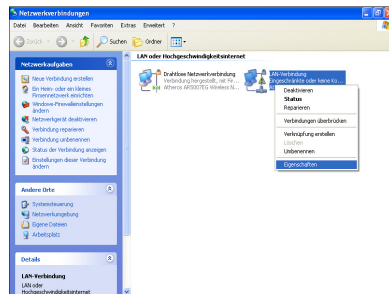 Netzwerkverbindungen
Datei Bearbeiten Ansicht Favoriten Extras Erweitert ?
Zurück Suchen Ordner
Netzwerkaufgaben
Neue Verbindung erstellen
Ein Heim- oder ein kleines
Firmennetzwerk einrichten
Windows-Firewalleinstellungen
ändern
Netzwerkgerät deaktivieren
Verbindung reparieren
Verbindung umbenennen
Status der Verbindung anzeigen
Einstellungen dieser Verbindung
ändern
Andere Orte
Systemsteuerung
Netzwerkumgebung
Eigene Dateien
Arbeitsplatz
Details
LAN-Verbindung
LAN oder
Hochgeschwindigkeitsinternet
LAN oder Hochgeschwindigkeitsinternet
Drahtlose Netzwerkverbindung
Verbindung hergestellt, mit Fire...
Atheros AR5007EG Wireless N...
LAN-Verbindung
Eingeschränkte oder keine Ko...
Deaktivieren
Status
Reparieren
Verbindungen überbrücken
Verknüpfung erstellen
Löschen
Umbenennen
Eigenschaften